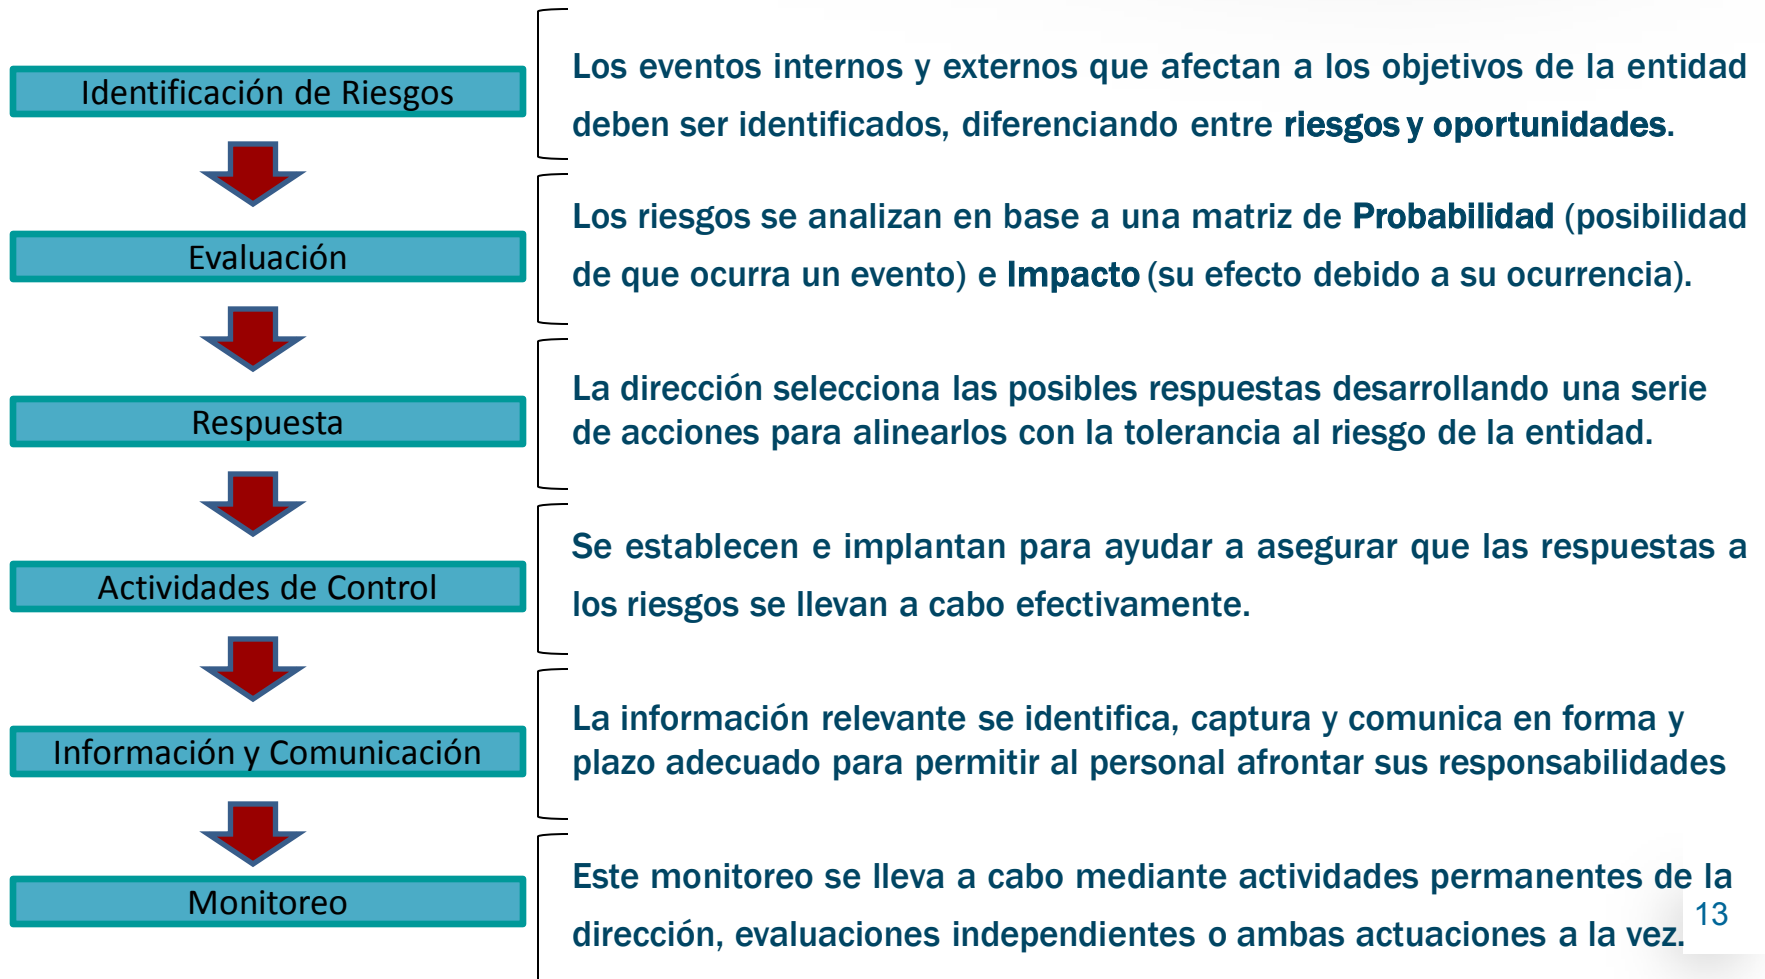 Identificación de Riesgos
Los eventos internos y externos que afectan a los objetivos de la entidad
deben ser identificados, diferenciando entre riesgos y oportunidades.
Evaluación
Los riesgos se analizan en base a una matriz de Probabilidad (posibilidad
de que ocurra un evento) e Impacto (su efecto debido a su ocurrencia).
Respuesta
La dirección selecciona las posibles respuestas desarrollando una serie
de acciones para alinearlos con la tolerancia al riesgo de la entidad.
Actividades de Control
Se establecen e implantan para ayudar a asegurar que las respuestas a
los riesgos se llevan a cabo efectivamente.
Información y Comunicación
La información relevante se identifica, captura y comunica en forma y
plazo adecuado para permitir al personal afrontar sus responsabilidades
Monitoreo
Este monitoreo se lleva a cabo mediante actividades permanentes de la
dirección, evaluaciones independientes o ambas actuaciones a la vez.
13